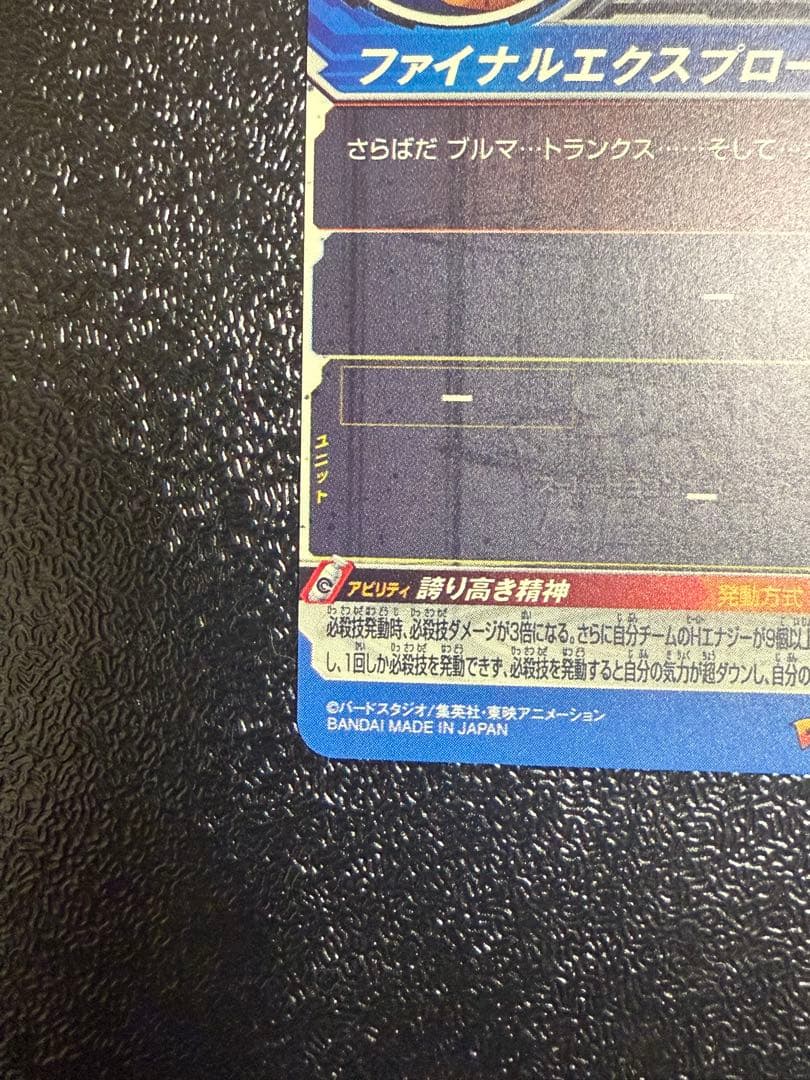 ファイナルエクスプロー
さらばだ ブルマ…トランクス……そして…
ー
ー
ユニット
ー
アビリティ 誇り高き精神
発動方式
必殺技発動時、必殺技ダメージが3倍になる。さらに自分チームのHエナジーが9個以上
し、1回しか必殺技を発動できず、必殺技を発動すると自分の気力が超ダウンし、自分の
©バードスタジオ/集英社・東映アニメーション
BANDAI MADE IN JAPAN